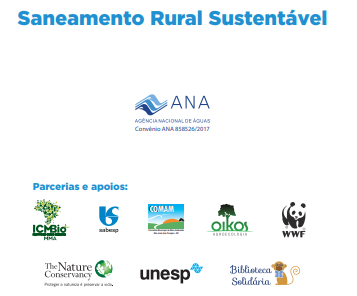 Saneamento Rural Sustentável
ANA
AGÊNCIA NACIONAL DE ÁGUAS
Convênio ANA 858526/2017
Parcerias e apoios:
ICMBio
MMA
sabesp
COMAM
OIKOS
AGROECOLOGIA
WWF
The Nature
Conservancy
Proteger a natureza é preservar a vida.
unesp
Biblioteca
Solidária